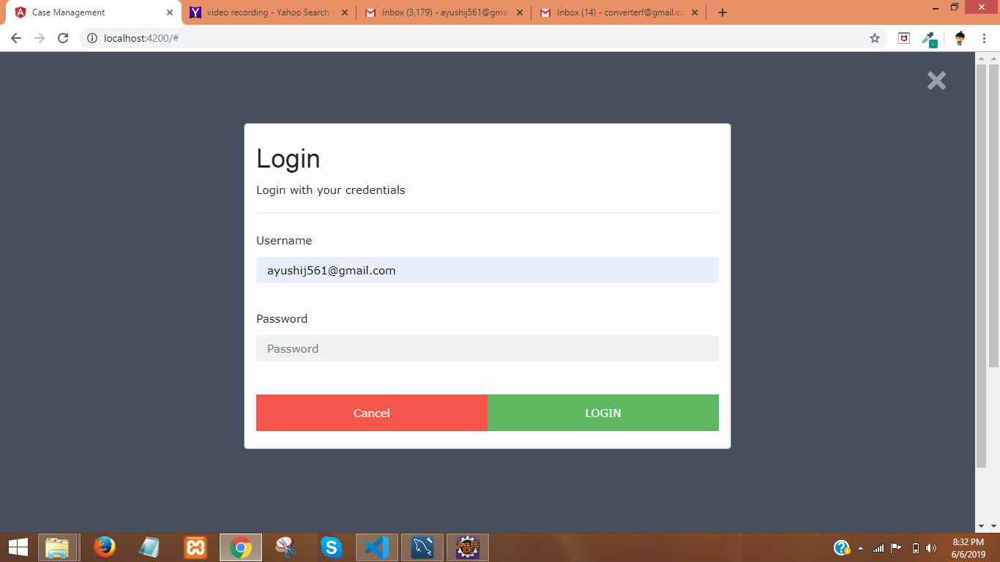 Case Management
video recording - Yahoo Search
Inbox (3,179) - ayushij561@gmai
Inbox (14) - converterf@gmail.co
localhost:4200/#
Login
Login with your credentials
Username
ayushij561@gmail.com
Password
Password
Cancel
LOGIN
Java EE
IDE
8:32 PM
6/6/2019